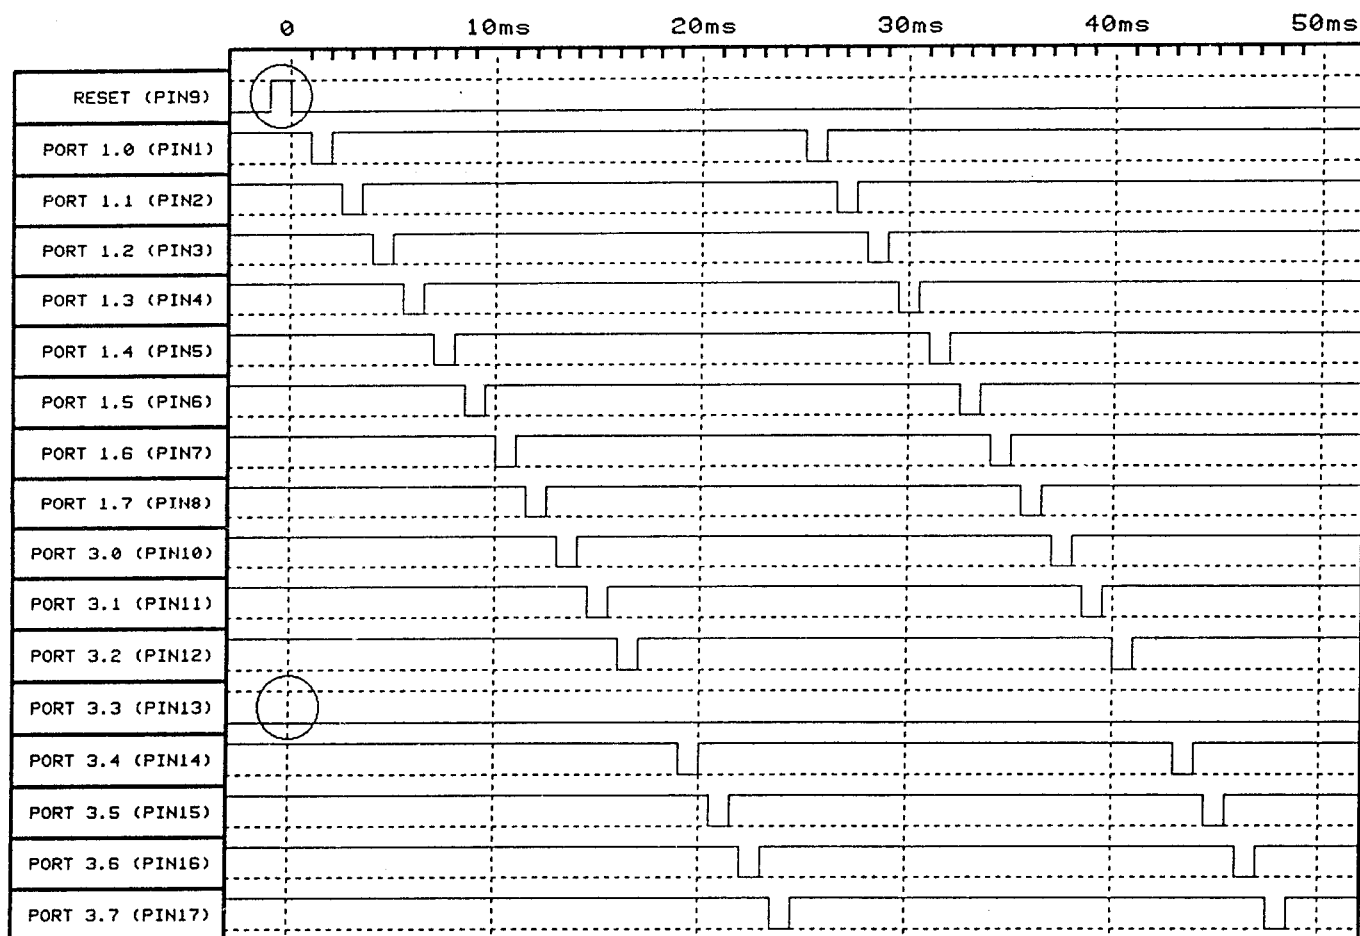 0 10ms 20ms 30ms 40ms 50ms
RESET (PIN9)
PORT 1.0 (PIN1)
PORT 1.1 (PIN2)
PORT 1.2 (PIN3)
PORT 1.3 (PIN4)
PORT 1.4 (PIN5)
PORT 1.5 (PIN6)
PORT 1.6 (PIN7)
PORT 1.7 (PIN8)
PORT 3.0 (PIN10)
PORT 3.1 (PIN11)
PORT 3.2 (PIN12)
PORT 3.3 (PIN13)
PORT 3.4 (PIN14)
PORT 3.5 (PIN15)
PORT 3.6 (PIN16)
PORT 3.7 (PIN17)